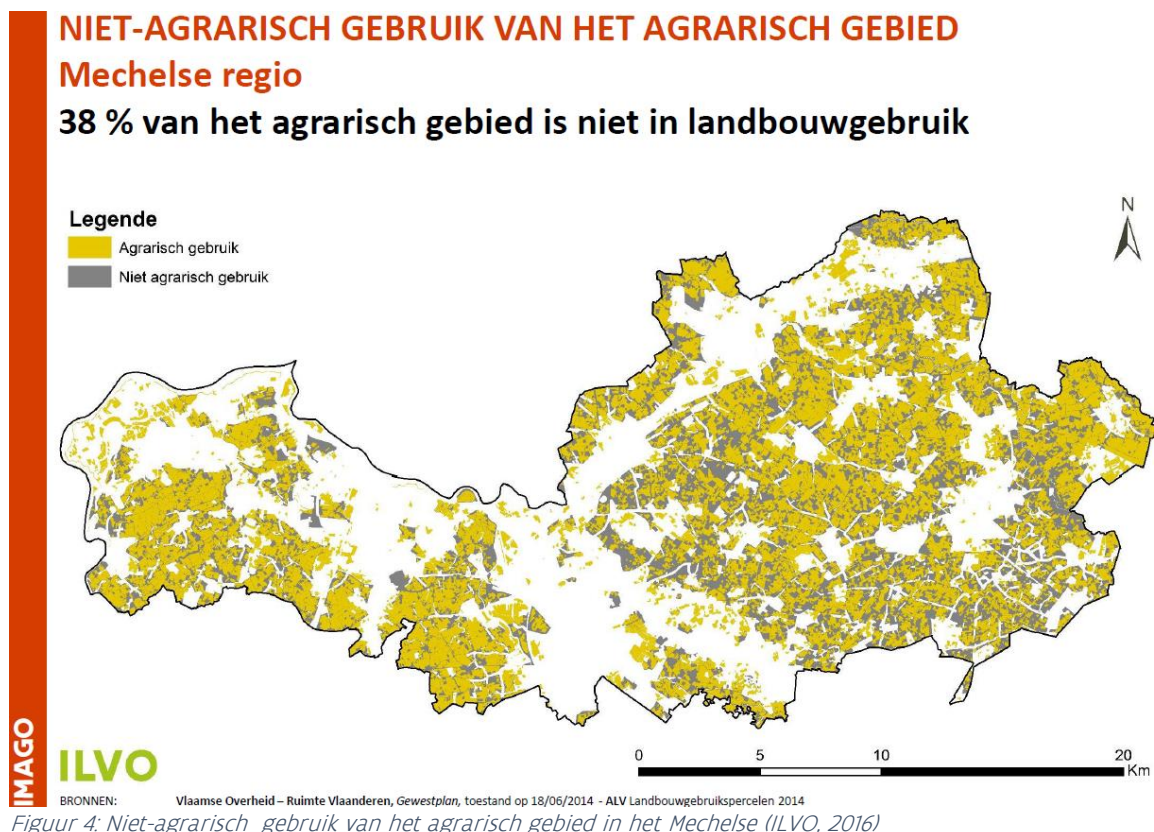 NIET-AGRARISCH GEBRUIK VAN HET AGRARISCH GEBIED
Mechelse regio
38 % van het agrarisch gebied is niet in landbouwgebruik
Legende
Agrarisch gebruik
Niet agrarisch gebruik
N
0 5 10 20
Km
IMAGO
ILVO
BRONNEN: Vlaamse Overheid – Ruimte Vlaanderen, Gewestplan, toestand op 18/06/2014 - ALV Landbouwgebruikspercelen 2014
Figuur 4: Niet-agrarisch gebruik van het agrarisch gebied in het Mechelse (ILVO, 2016)